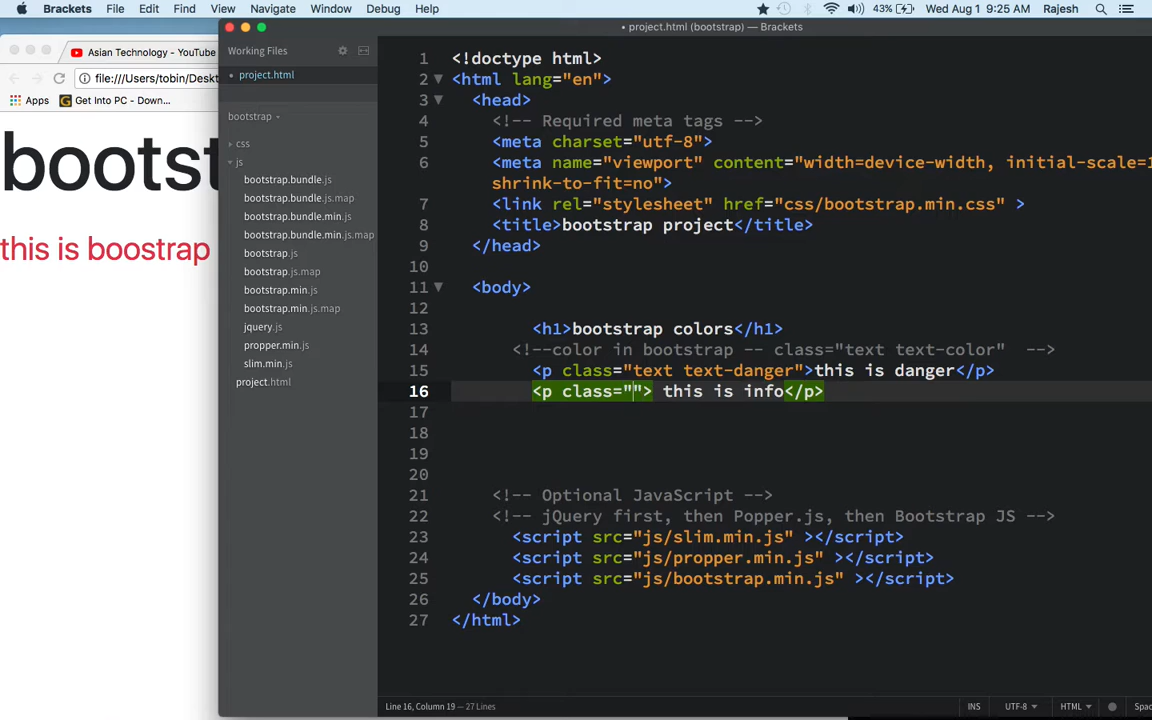 Brackets File Edit Find View Navigate Window Debug Help 43% Wed Aug 1 9:25 AM Rajesh
• project.html (bootstrap) — Brackets
Asian Technology - YouTube
file:///Users/tobin/Deskt
Apps Get Into PC - Down...
bootst
this is boostrap
Working Files
• project.html
bootstrap
css
js
bootstrap.bundle.js
bootstrap.bundle.js.map
bootstrap.bundle.min.js
bootstrap.bundle.min.js.map
bootstrap.js
bootstrap.js.map
bootstrap.min.js
bootstrap.min.js.map
jquery.js
propper.min.js
slim.min.js
project.html
1 <!doctype html>
2 <html lang="en">
3 <head>
4 <!-- Required meta tags -->
5 <meta charset="utf-8">
6 <meta name="viewport" content="width=device-width, initial-scale=1
shrink-to-fit=no">
7 <link rel="stylesheet" href="css/bootstrap.min.css" >
8 <title>bootstrap project</title>
9 </head>
10
11 <body>
12
13 <h1>bootstrap colors</h1>
14 <!--color in bootstrap -- class="text text-color"  -->
15 <p class="text text-danger">this is danger</p>
16 <p class=""> this is info</p>
17
18
19
20
21 <!-- Optional JavaScript -->
22 <!-- jQuery first, then Popper.js, then Bootstrap JS -->
23 <script src="js/slim.min.js" ></script>
24 <script src="js/propper.min.js" ></script>
25 <script src="js/bootstrap.min.js" ></script>
26 </body>
27 </html>
Line 16, Column 19 — 27 Lines INS UTF-8 HTML Spac